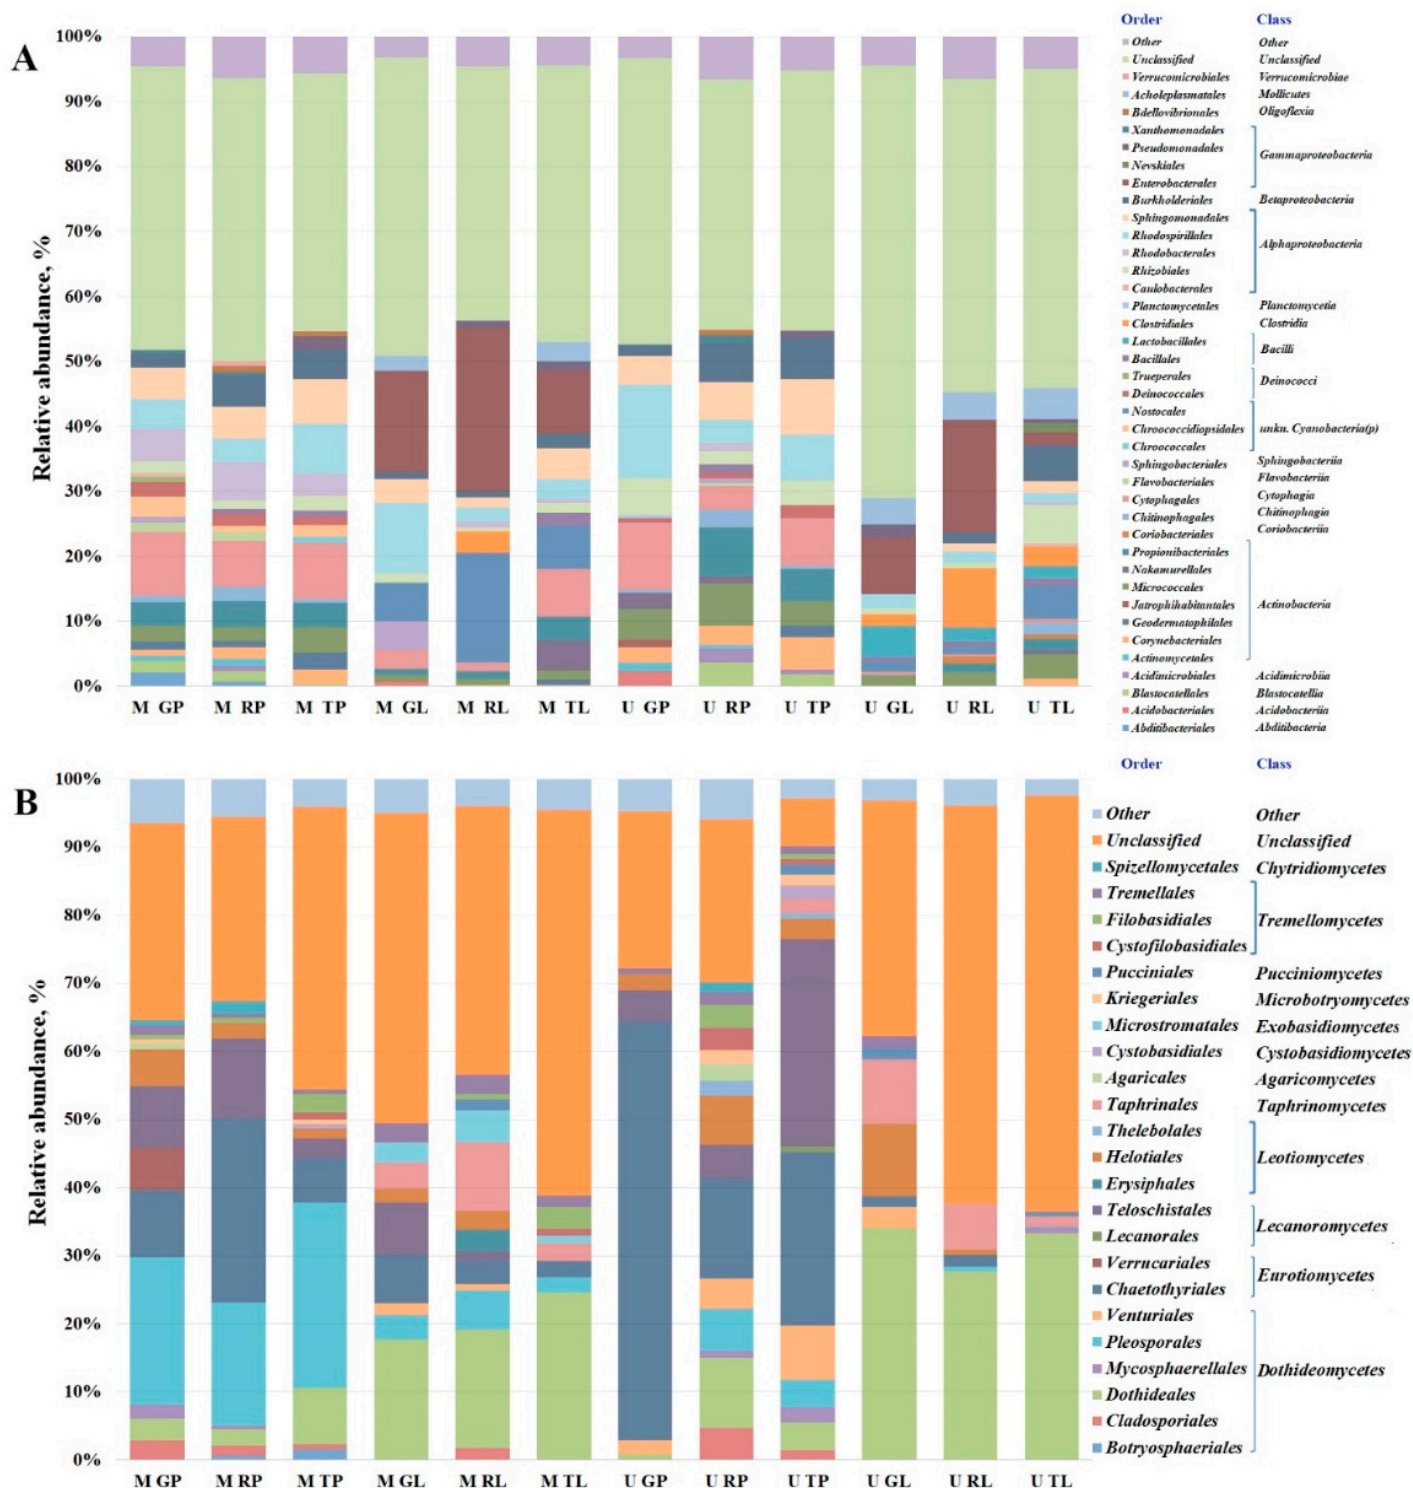 A
Relative abundance, %
100%
90%
80%
70%
60%
50%
40%
30%
20%
10%
0%
M GP
M RP
M TP
M GL
M RL
M TL
U GP
U RP
U TP
U GL
U RL
U TL
Order Class
Other Other
Unclassified Unclassified
Verrucomicrobiales Verrucomicrobiae
Acholeplasmatales Mollicutes
Bdellovibrionales Oligoflexia
Xanthomonadales
Pseudomonadales
Gammaproteobacteria
Nevskiales
Enterobacterales
Burkholderiales Betaproteobacteria
Sphingomonadales
Rhodospirillales
Alphaproteobacteria
Rhodobacterales
Rhizobiales
Caulobacterales
Planctomycetales Planctomycetia
Clostridiales Clostridia
Lactobacillales
Bacilli
Bacillales
Trueperales
Deinococci
Deinococcales
Nostocales
Chroococcidiopsidales unku. Cyanobacteria(p)
Chroococcales
Sphingobacteriales Sphingobacteriia
Flavobacteriales Flavobacteriia
Cytophagales Cytophagia
Chitinophagales Chitinophagia
Coriobacteriales Coriobacteriia
Propionibacteriales
Nakamurellales
Micrococcales
Jatrophihabitantales Actinobacteria
Geodermatophilales
Corynebacteriales
Actinomycetales
Acidimicrobiales Acidimicrobiia
Blastocatellales Blastocatellia
Acidobacteriales Acidobacteriia
Abditibacteriales Abditibacteria
B
Relative abundance, %
100%
90%
80%
70%
60%
50%
40%
30%
20%
10%
0%
M GP
M RP
M TP
M GL
M RL
M TL
U GP
U RP
U TP
U GL
U RL
U TL
Order Class
Other Other
Unclassified Unclassified
Spizellomycetales Chytridiomycetes
Tremellales
Filobasidiales Tremellomycetes
Cystofilobasidiales
Pucciniales Pucciniomycetes
Kriegeriales Microbotryomycetes
Microstromatales Exobasidiomycetes
Cystobasidiales Cystobasidiomycetes
Agaricales Agaricomycetes
Taphrinales Taphrinomycetes
Thelebolales
Helotiales Leotiomycetes
Erysiphales
Teloschistales
Lecanoromycetes
Lecanorales
Verrucariales
Eurotiomycetes
Chaetothyriales
Venturiales
Pleosporales
Mycosphaerellales Dothideomycetes
Dothideales
Cladosporiales
Botryosphaeriales